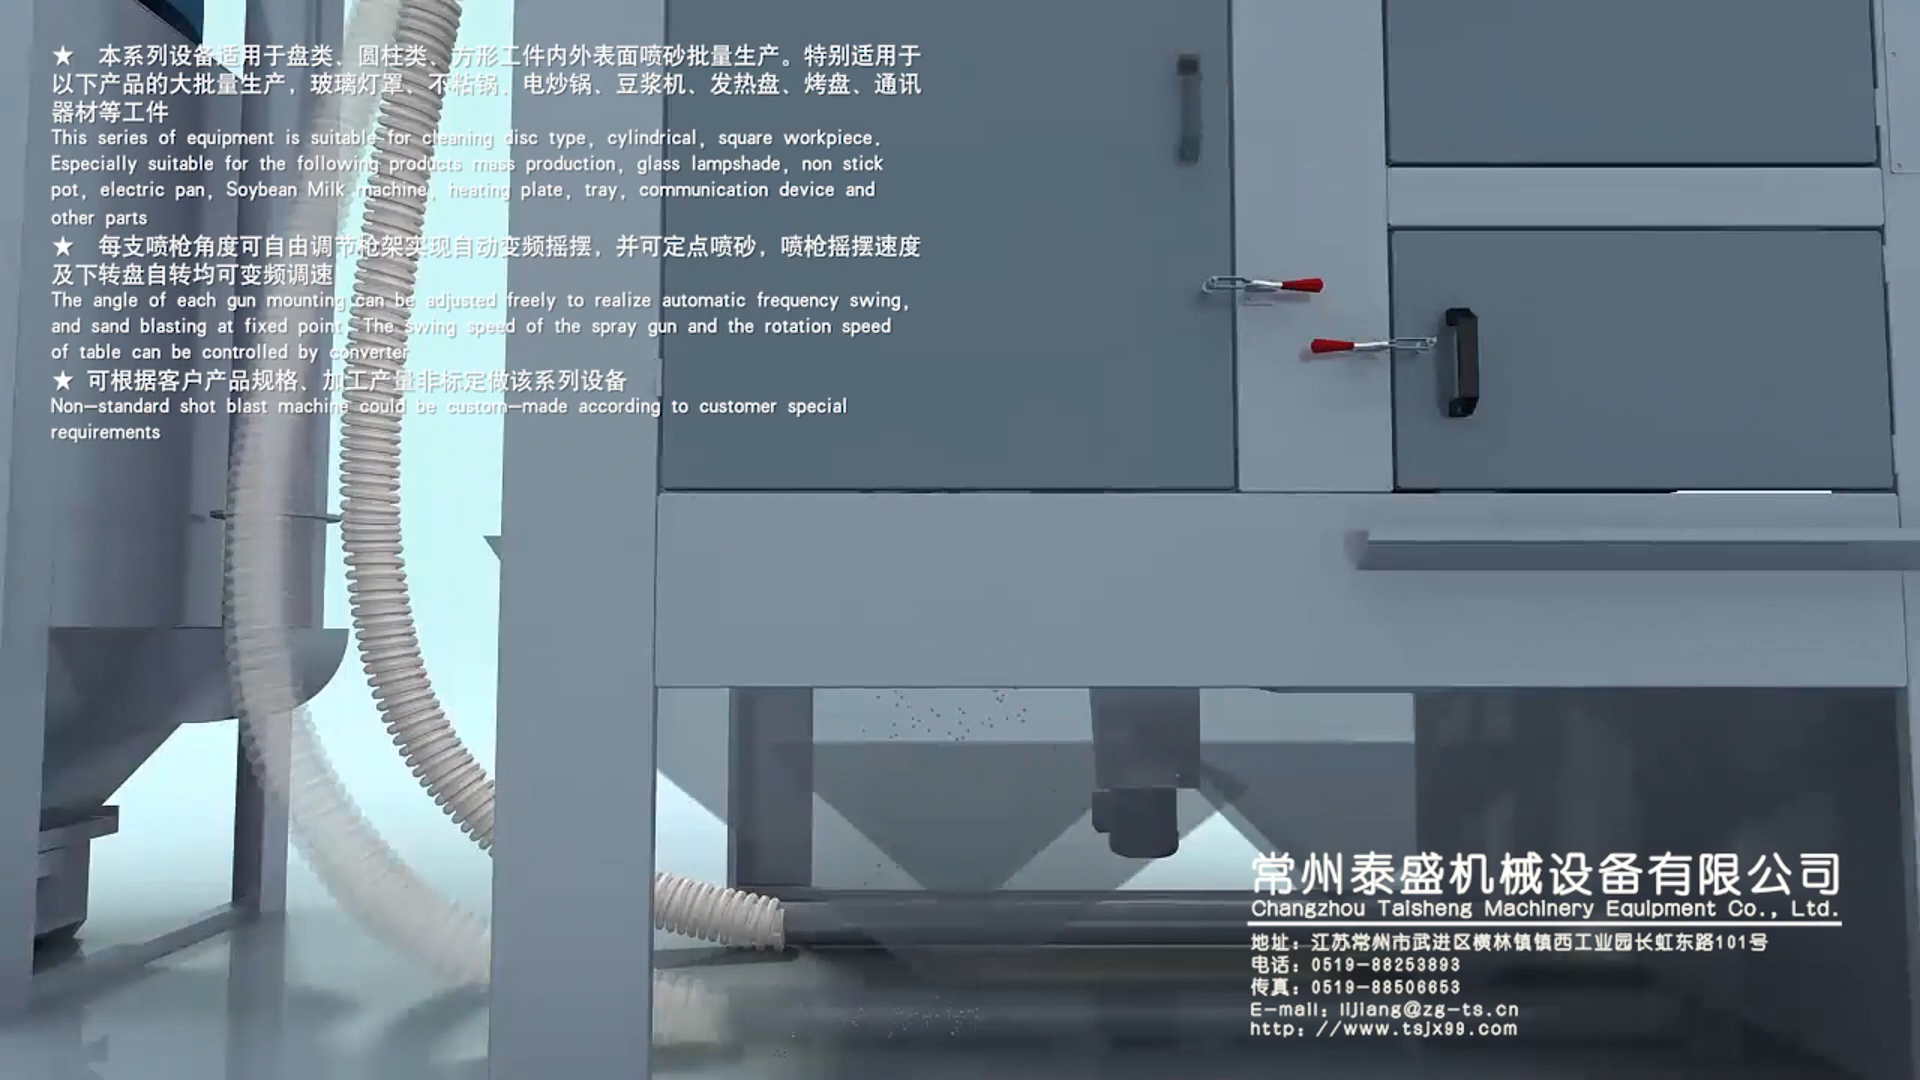 ★ 本系列设备适用于盘类、圆柱类、方形工件内外表面喷砂批量生产。特别适用于
以下产品的大批量生产，玻璃灯罩、不粘锅、电炒锅、豆浆机、发热盘、烤盘、通讯
器材等工件
This series of equipment is suitable for cleaning disc type, cylindrical, square workpiece.
Especially suitable for the following products mass production, glass lampshade, non stick
pot, electric pan, Soybean Milk machine, heating plate, tray, communication device and
other parts
★ 每支喷枪角度可自由调节枪架实现自动变频摇摆，并可定点喷砂，喷枪摇摆速度
及下转盘自转均可变频调速
The angle of each gun mounting can be adjusted freely to realize automatic frequency swing,
and sand blasting at fixed point. The swing speed of the spray gun and the rotation speed
of table can be controlled by converter
★ 可根据客户产品规格、加工产量非标定做该系列设备
Non-standard shot blast machine could be custom-made according to customer special
requirements
常州泰盛机械设备有限公司
Changzhou Taisheng Machinery Equipment Co., Ltd.
地址：江苏常州市武进区横林镇镇西工业园长虹东路101号
电话：0519-88253893
传真：0519-88506653
E-mail：lijiang@zg-ts.cn
http：//www.tsjx99.com